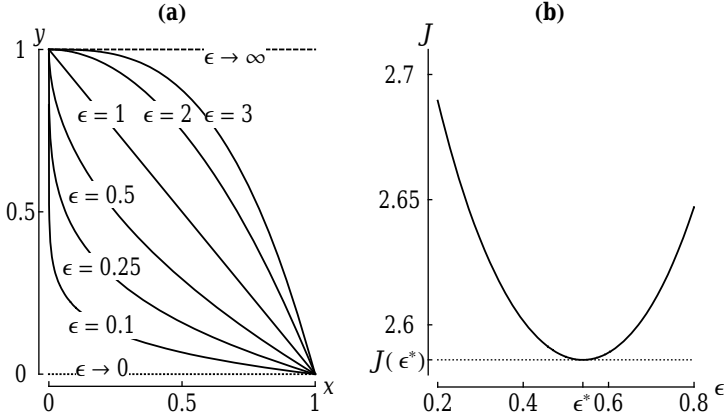 (a)
y
1
ϵ → ∞
ϵ = 1
ϵ = 2
ϵ = 3
0.5
ϵ = 0.5
ϵ = 0.25
ϵ = 0.1
ϵ → 0
0
x
0
0.5
1
(b)
J
2.7
2.65
2.6
J(ϵ*)
ϵ
0.2
0.4
ϵ*
0.6
0.8